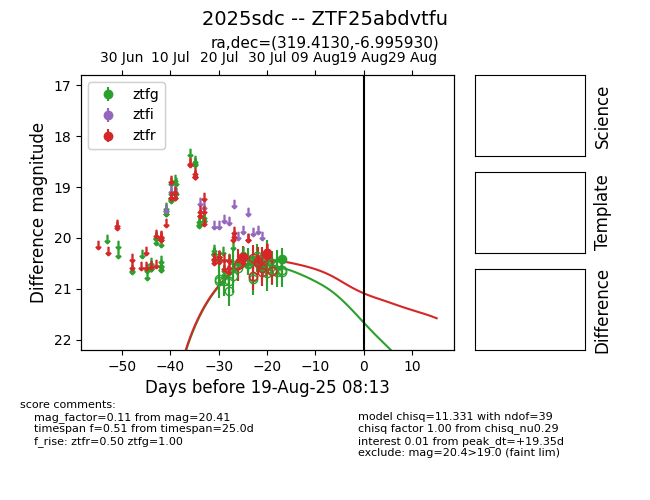 2025sdc -- ZTF25abdvtfu
ra,dec=(319.4130,-6.995930)
30 Jun 10 Jul 20 Jul 30 Jul 09 Aug 19 Aug 29 Aug
ztfg
ztfi
ztfr
17
18
19
20
21
22
Difference magnitude
−50 −40 −30 −20 −10 0 10
Days before 19-Aug-25 08:13
Science
Template
Difference
score comments:
mag_factor=0.11 from mag=20.41
timespan f=0.51 from timespan=25.0d
f_rise: ztfr=0.50 ztfg=1.00
model chisq=11.331 with ndof=39
chisq factor 1.00 from chisq_nu0.29
interest 0.01 from peak_dt=+19.35d
exclude: mag=20.4>19.0 (faint lim)